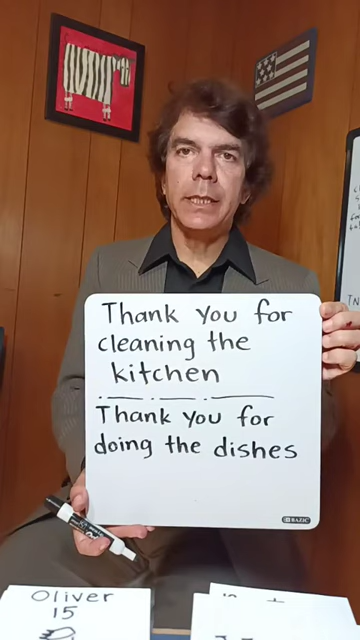 Thank you for
cleaning the
kitchen
Thank you for
doing the dishes
BAZIC
Oliver
15